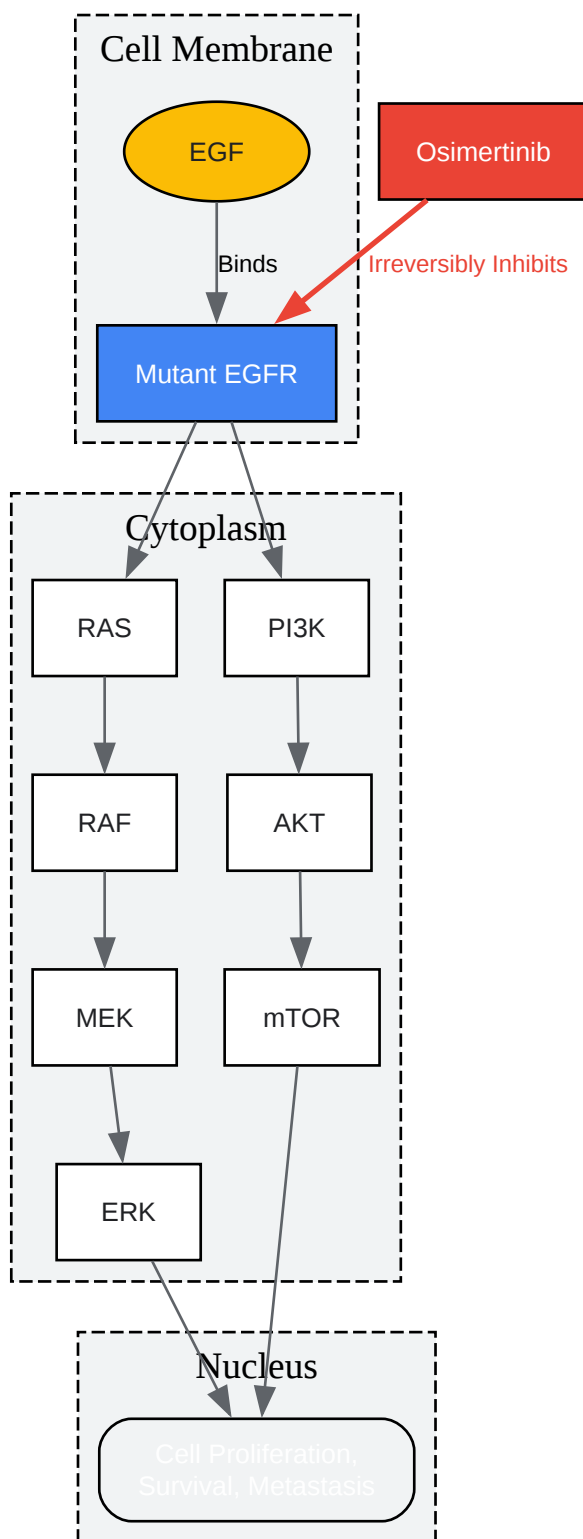 Cell Membrane
EGF
Osimertinib
Binds
Irreversibly Inhibits
Mutant EGFR
Cytoplasm
RAS
PI3K
RAF
AKT
MEK
mTOR
ERK
Nucleus
Cell Proliferation,
Survival, Metastasis